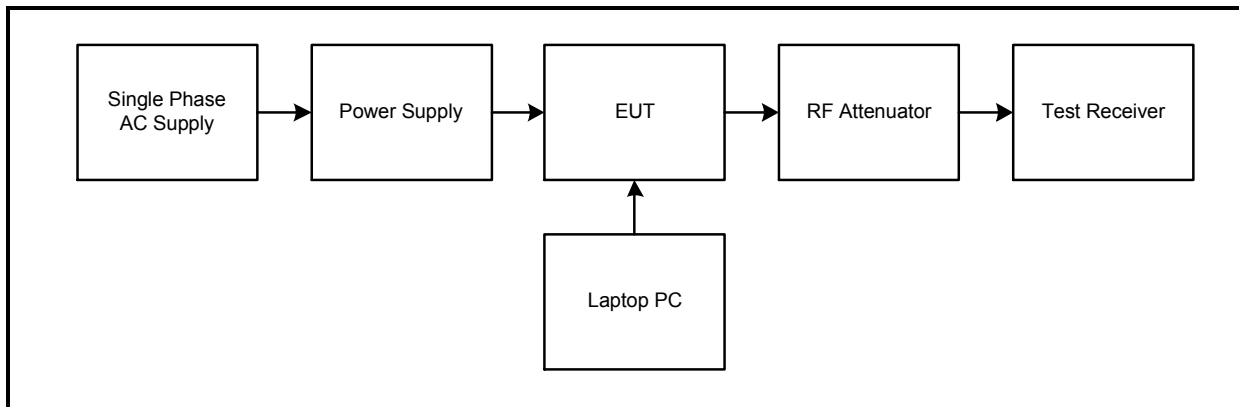 Single Phase
AC Supply
Power Supply
EUT
RF Attenuator
Test Receiver
Laptop PC